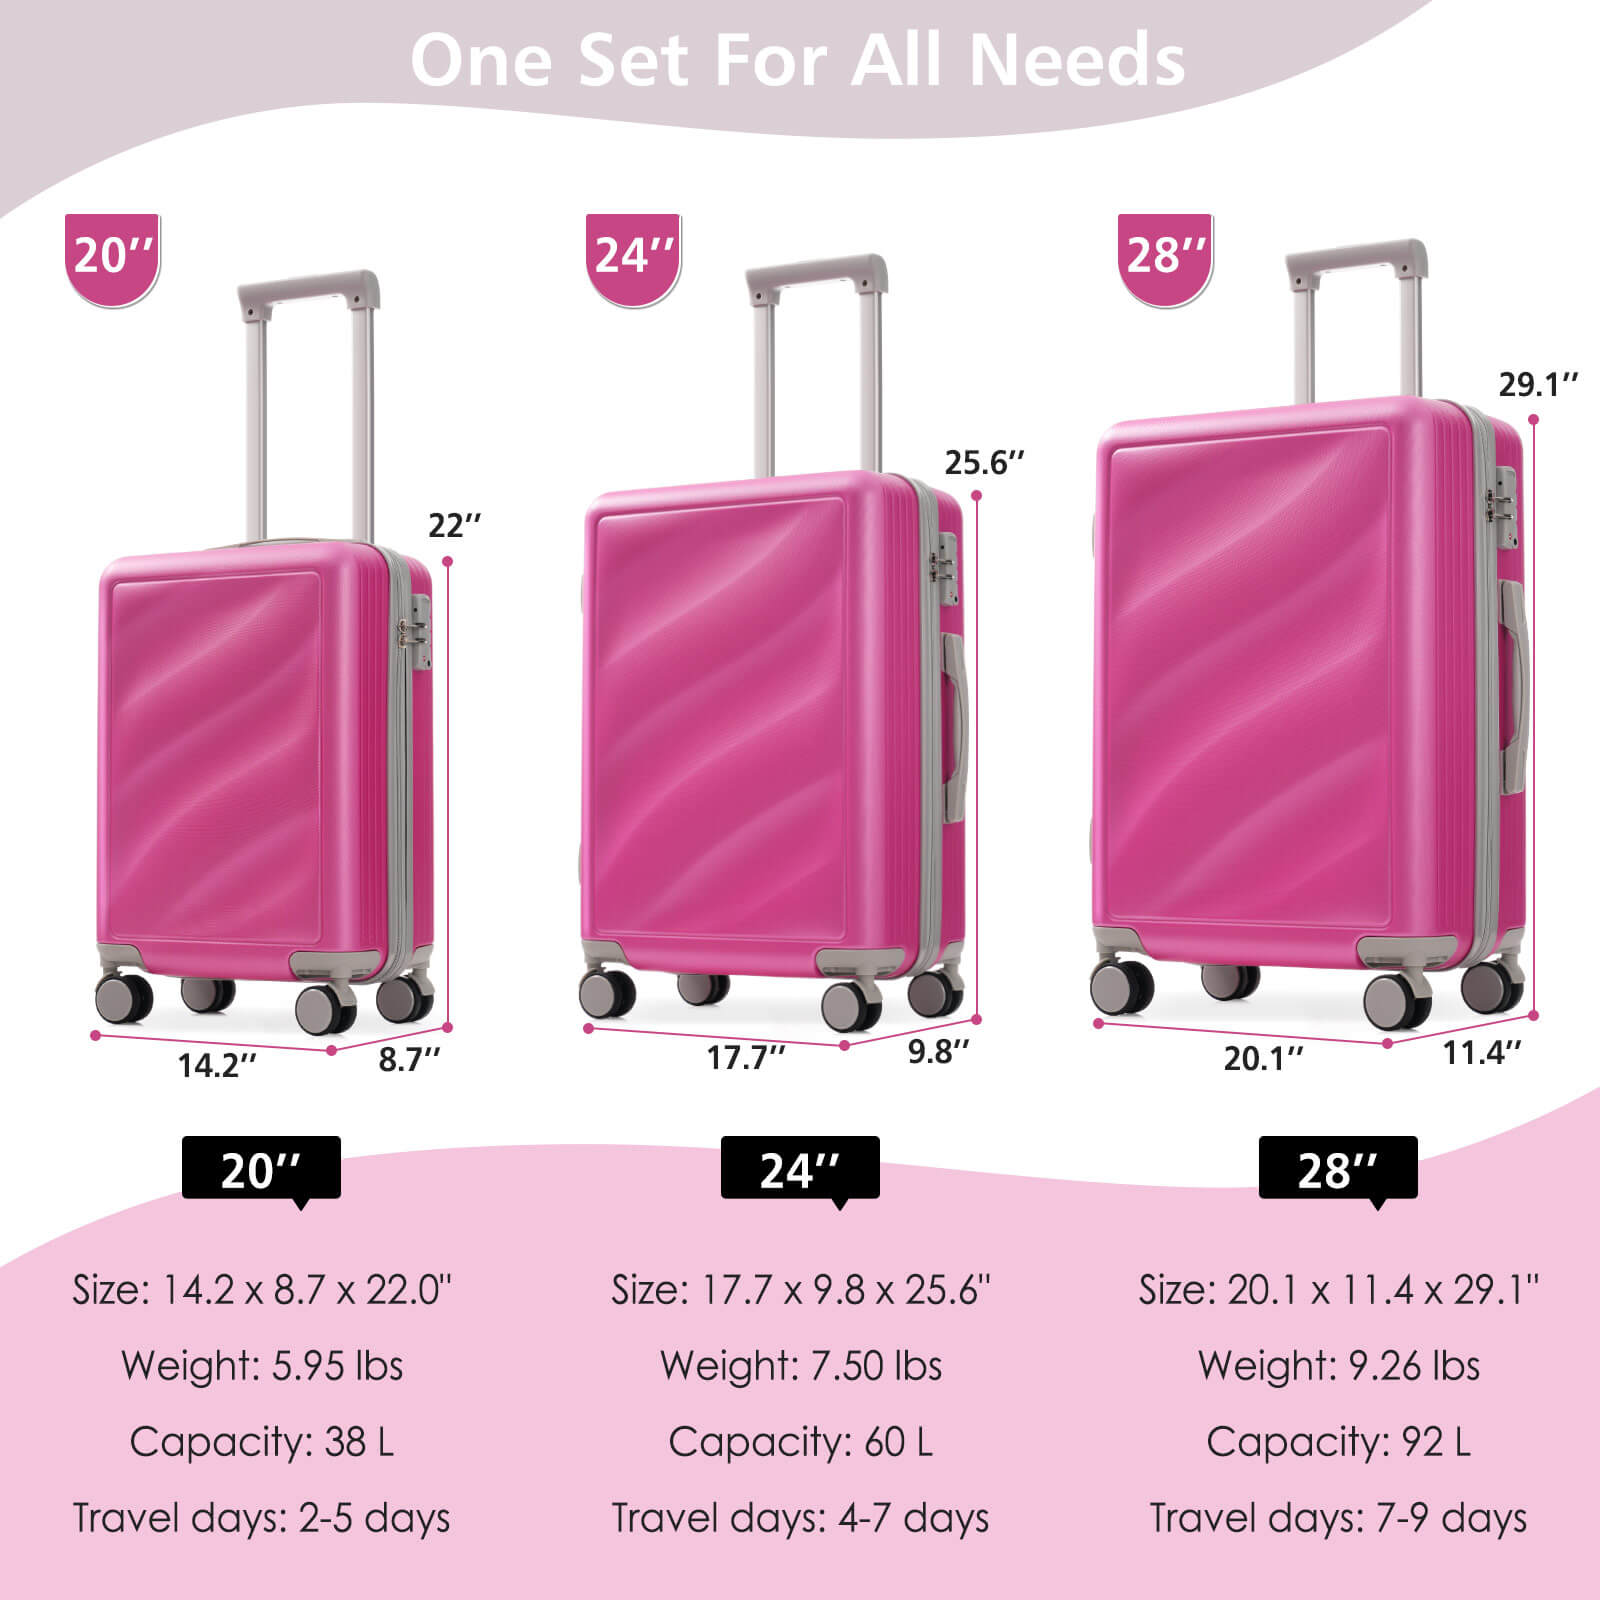 One Set For All Needs
20’’
24’’
28’’
22’’
25.6’’
29.1’’
14.2’’
8.7’’
17.7’’
9.8’’
20.1’’
11.4’’
20’’
Size: 14.2 x 8.7 x 22.0"
Weight: 5.95 lbs
Capacity: 38 L
Travel days: 2-5 days
24’’
Size: 17.7 x 9.8 x 25.6"
Weight: 7.50 lbs
Capacity: 60 L
Travel days: 4-7 days
28’’
Size: 20.1 x 11.4 x 29.1"
Weight: 9.26 lbs
Capacity: 92 L
Travel days: 7-9 days